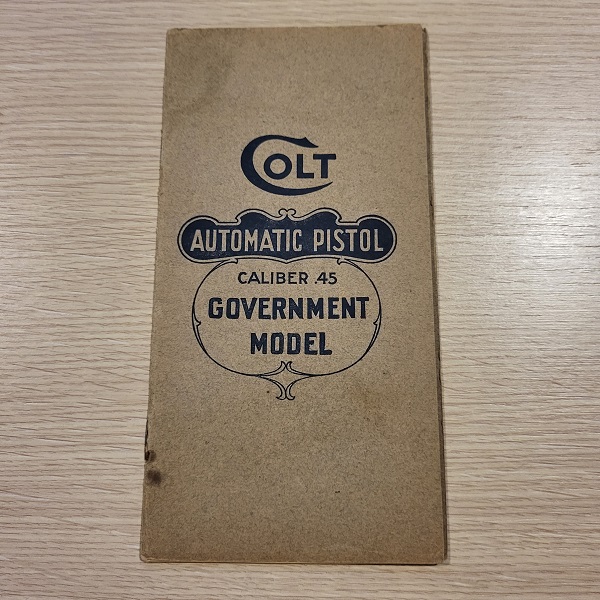 COLT
AUTOMATIC PISTOL
CALIBER .45
GOVERNMENT
MODEL